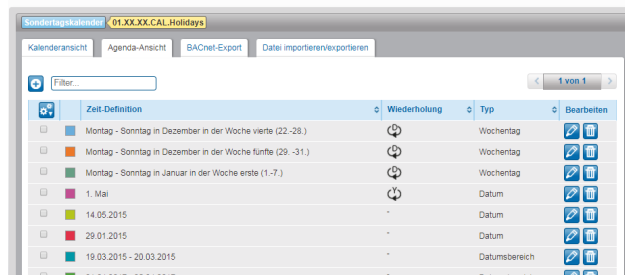 Sondertagskalender 01.XX.XX.CAL.Holidays
Kalenderansicht Agenda-Ansicht BACnet-Export Datei importieren/exportieren
Filter... 1 von 1
Zeit-Definition Wiederholung Typ Bearbeiten
Montag - Sonntag in Dezember in der Woche vierte (22.-28.) D Wochentag
Montag - Sonntag in Dezember in der Woche fünfte (29. -31.) D Wochentag
Montag - Sonntag in Januar in der Woche erste (1.-7.) D Wochentag
1. Mai Y Datum
14.05.2015 - Datum
29.01.2015 - Datum
19.03.2015 - 20.03.2015 - Datumsbereich